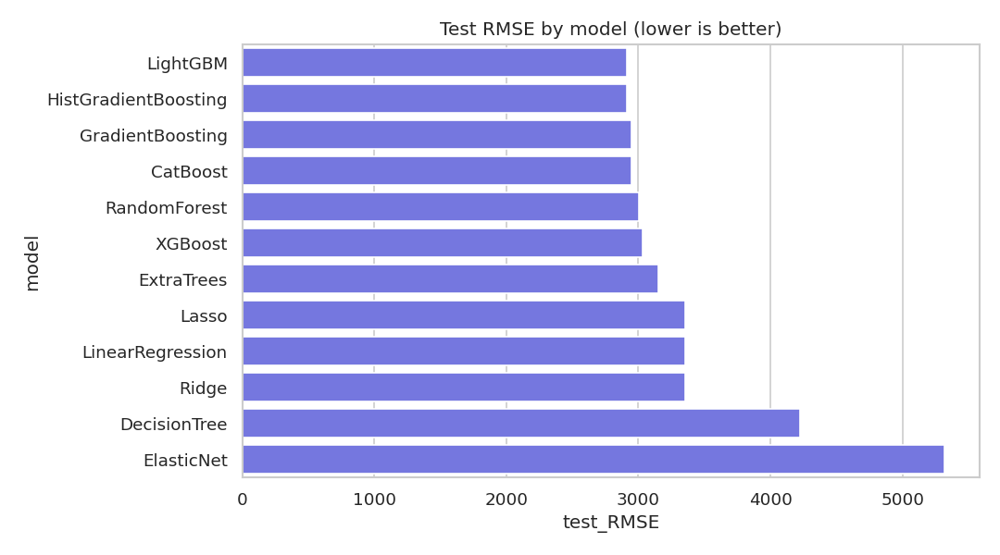 Test RMSE by model (lower is better)
LightGBM
HistGradientBoosting
GradientBoosting
CatBoost
RandomForest
XGBoost
ExtraTrees
Lasso
LinearRegression
Ridge
DecisionTree
ElasticNet
model
0 1000 2000 3000 4000 5000
test_RMSE